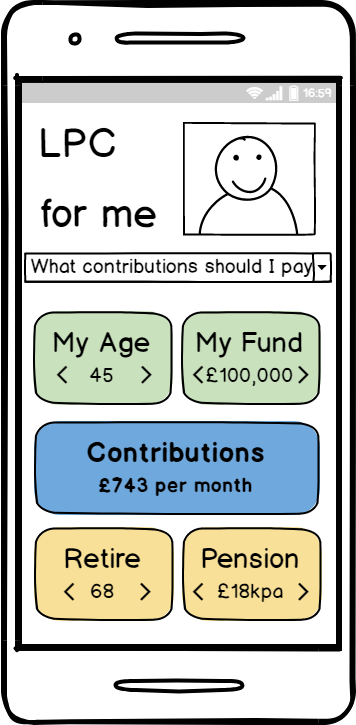 16:59
LPC
for me
What contributions should I pay
My Age
45
My Fund
£100,000
Contributions
£743 per month
Retire
68
Pension
£18kpa